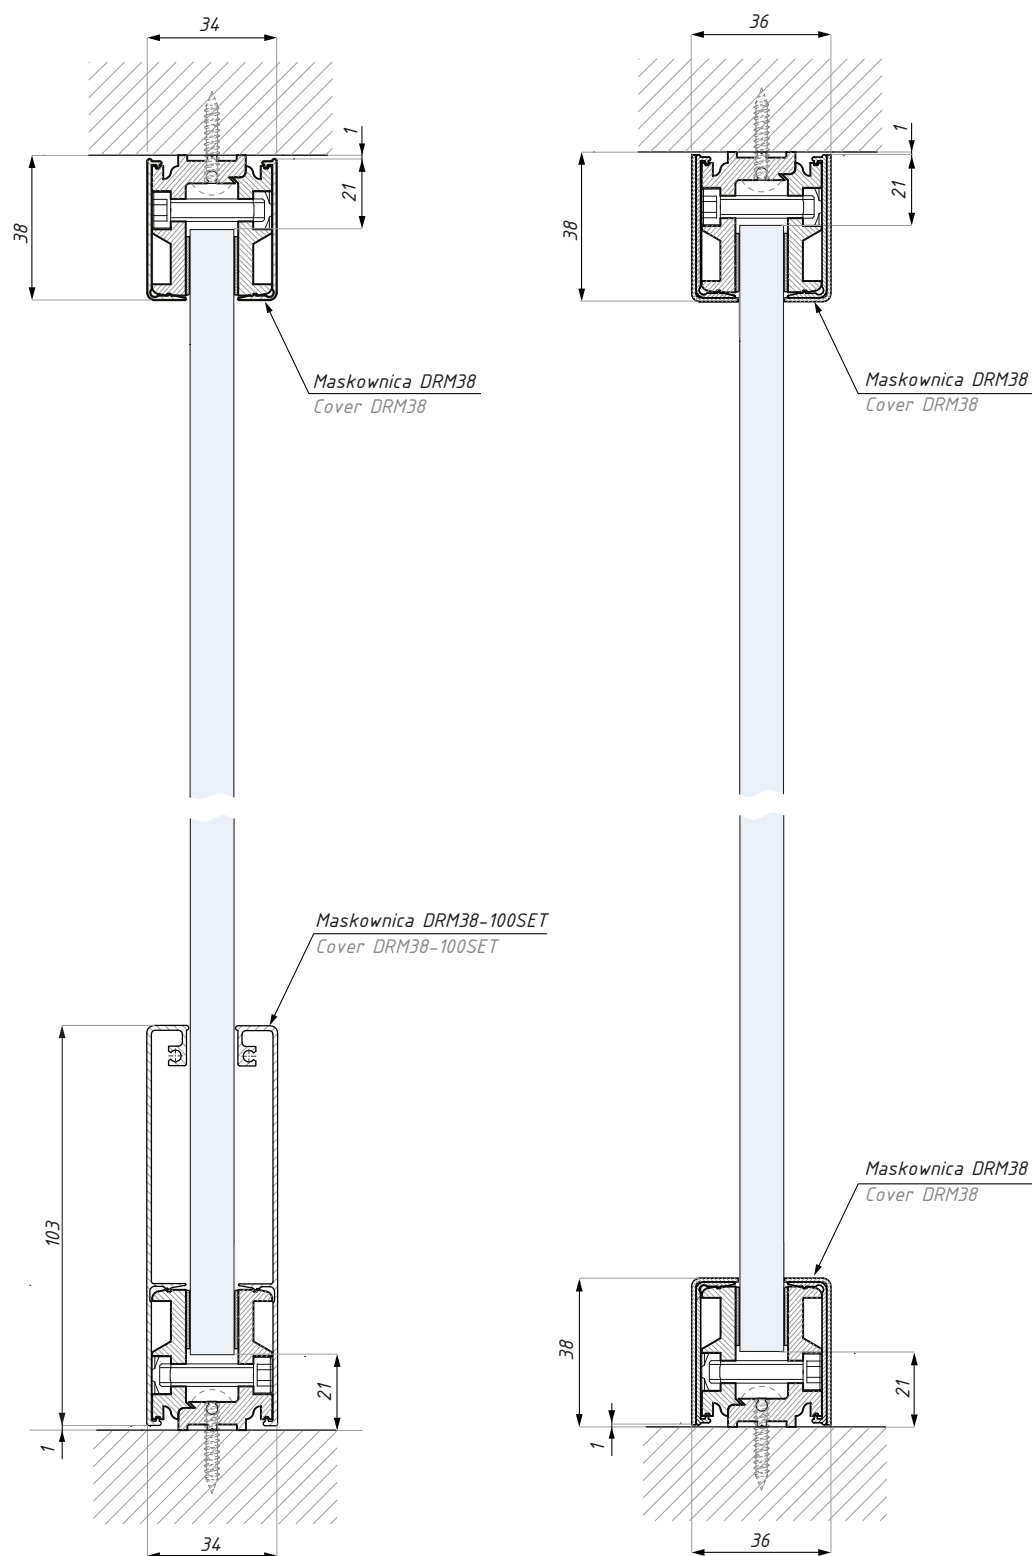 34
36
1
1
21
21
38
38
Maskownica DRM38
Cover DRM38
Maskownica DRM38
Cover DRM38
Maskownica DRM38-100SET
Cover DRM38-100SET
Maskownica DRM38
Cover DRM38
103
38
21
21
1
1
34
36